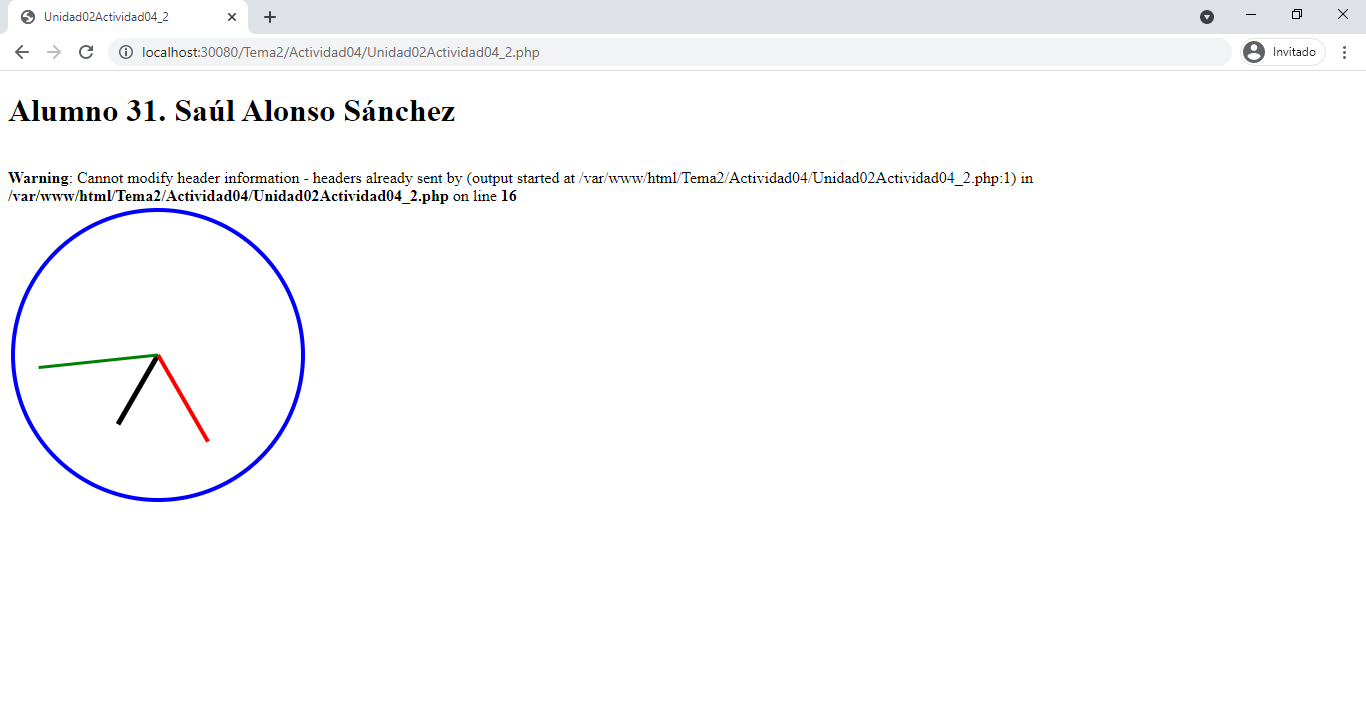 Unidad02Actividad04_2
localhost:30080/Tema2/Actividad04/Unidad02Actividad04_2.php
Invitado
Alumno 31. Saúl Alonso Sánchez
Warning: Cannot modify header information - headers already sent by (output started at /var/www/html/Tema2/Actividad04/Unidad02Actividad04_2.php:1) in
/var/www/html/Tema2/Actividad04/Unidad02Actividad04_2.php on line 16